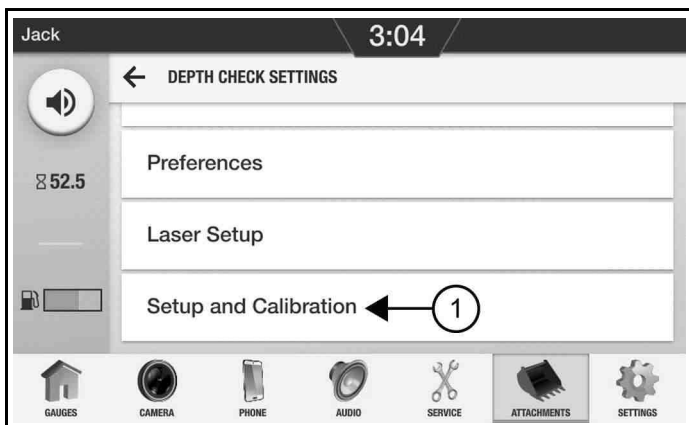 Jack
3:04
← DEPTH CHECK SETTINGS
52.5
Preferences
Laser Setup
Setup and Calibration
1
GAUGES
CAMERA
PHONE
AUDIO
SERVICE
ATTACHMENTS
SETTINGS